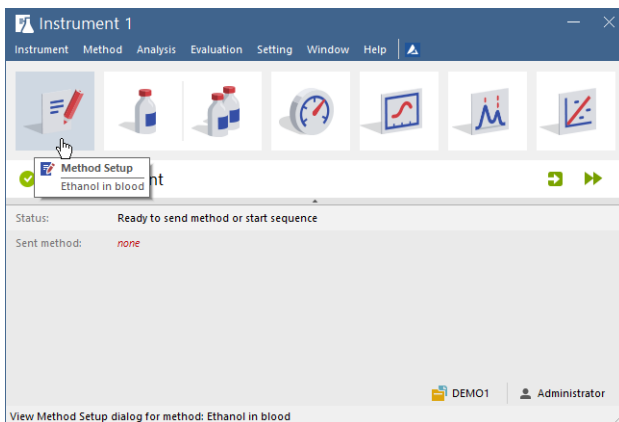 Instrument 1
Instrument Method Analysis Evaluation Setting Window Help
Method Setup
Ethanol in blood
Status: Ready to send method or start sequence
Sent method: none
DEMO1 Administrator
View Method Setup dialog for method: Ethanol in blood